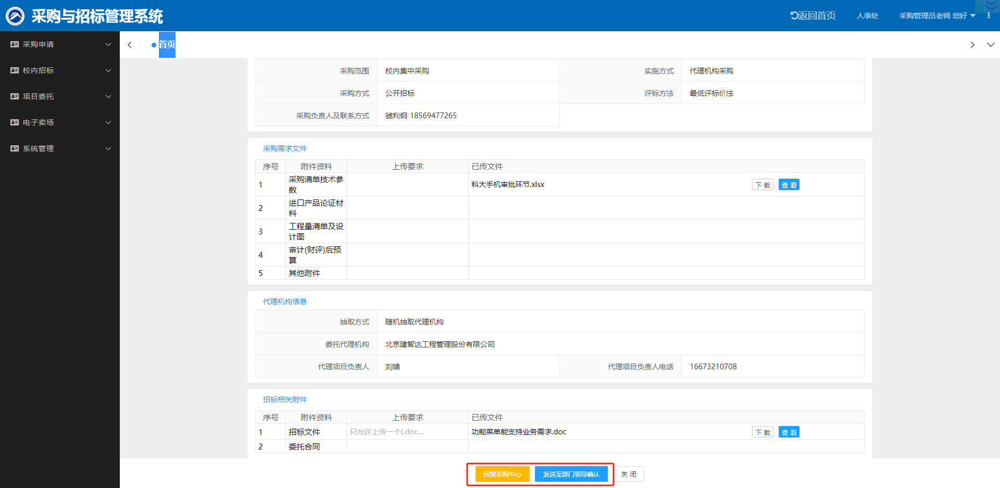 采购与招标管理系统
返回首页
人事处
采购管理员老师 您好
采购申请
校内招标
项目委托
电子卖场
系统管理
首页
采购范围 校内集中采购 实施方式 代理机构采购
采购方式 公开招标 评标方法 最低评标价法
采购负责人及联系方式 虢利钢 18569477265
采购需求文件
序号 附件资料 上传要求 已传文件
1 采购清单技术参
数 科大手机审批环节.xlsx 下 载 查 看
2 进口产品论证材
料
3 工程量清单及设
计图
4 审计(财评)后预
算
5 其他附件
代理机构信息
抽取方式 随机抽取代理机构
委托代理机构 北京建智达工程管理股份有限公司
代理项目负责人 刘嫱 代理项目负责人电话 16673210708
招标相关附件
序号 附件资料 上传要求 已传文件
1 招标文件 只允许上传一个(.doc... 功能菜单能支持业务需求.doc 下 载 查 看
2 委托合同
回复采购中心 发送至部门领导确认 关 闭